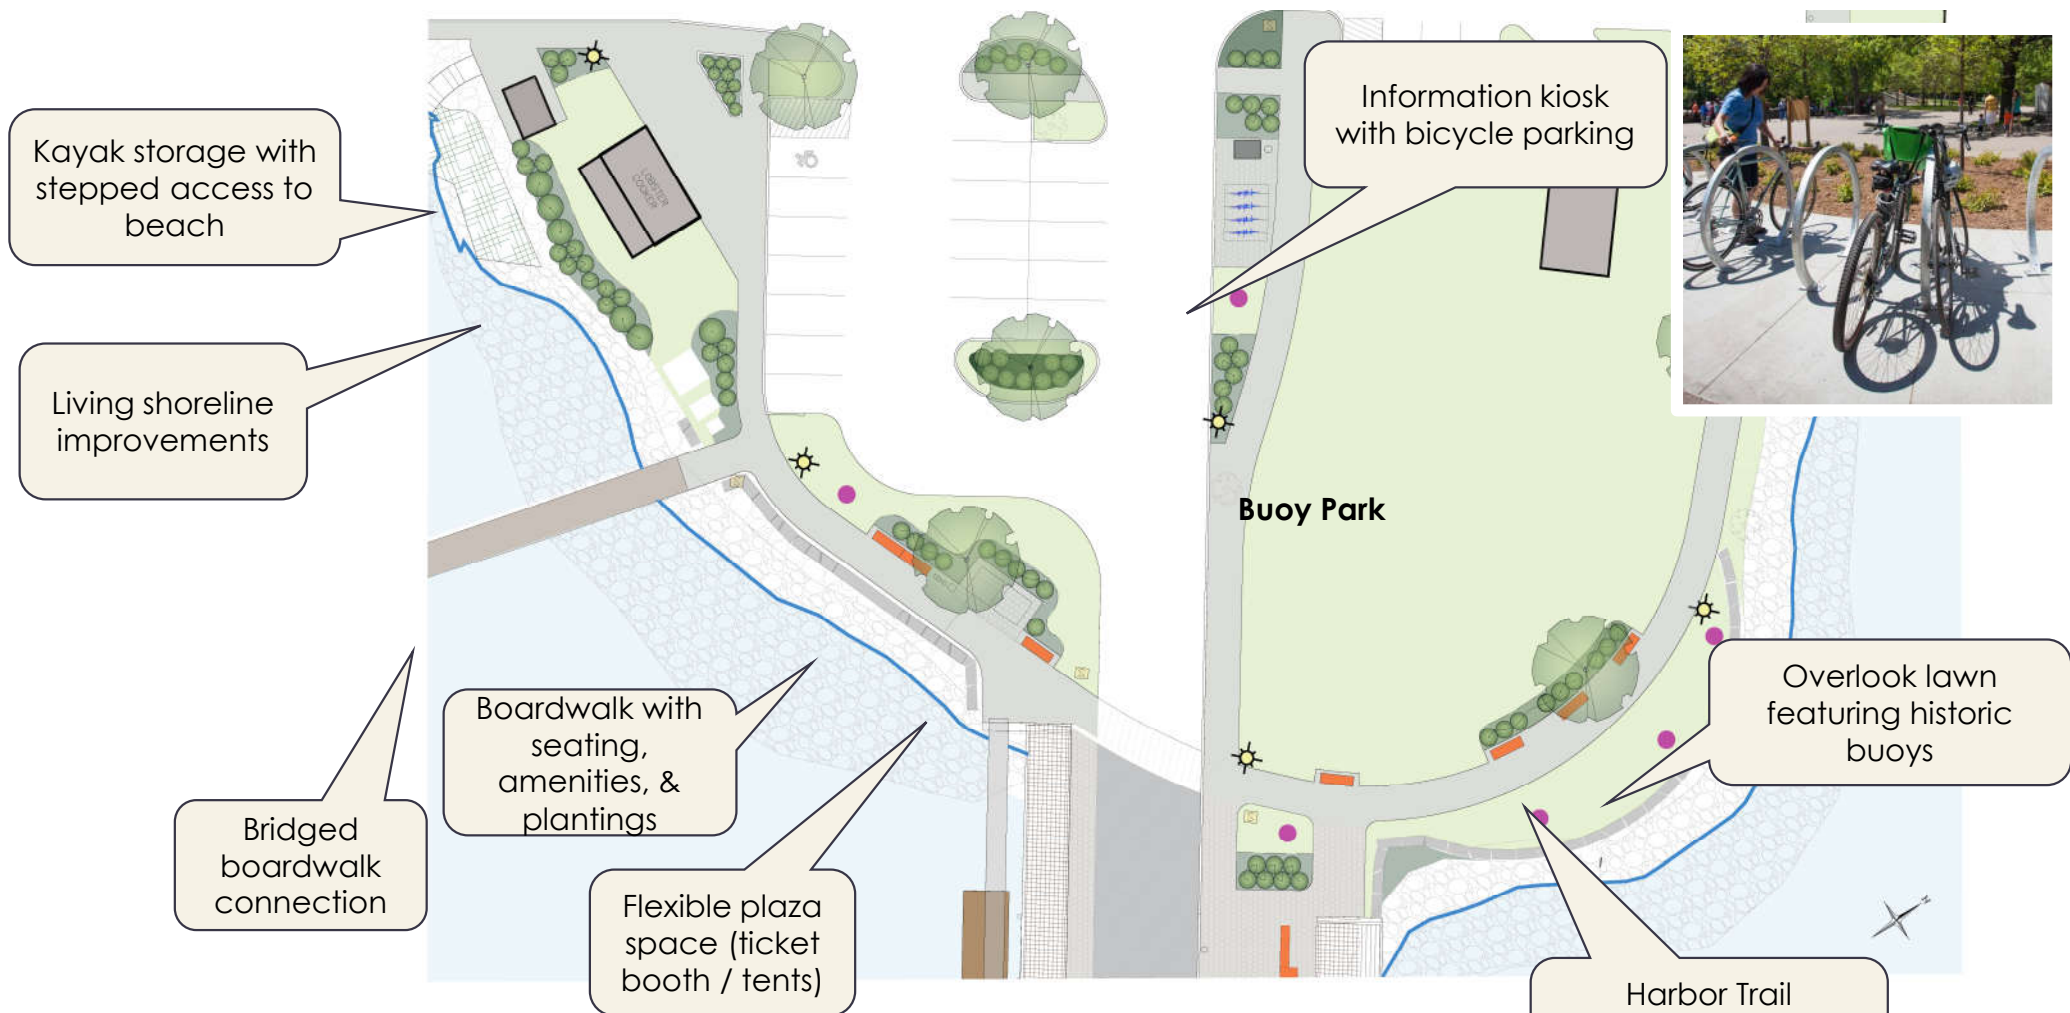 Information kiosk
with bicycle parking
Kayak storage with
stepped access to
beach
LOBSTER
COOKER
Living shoreline
improvements
Buoy Park
Overlook lawn
featuring historic
buoys
Boardwalk with
seating,
amenities, &
plantings
Bridged
boardwalk
connection
Flexible plaza
space (ticket
booth / tents)
Harbor Trail
N